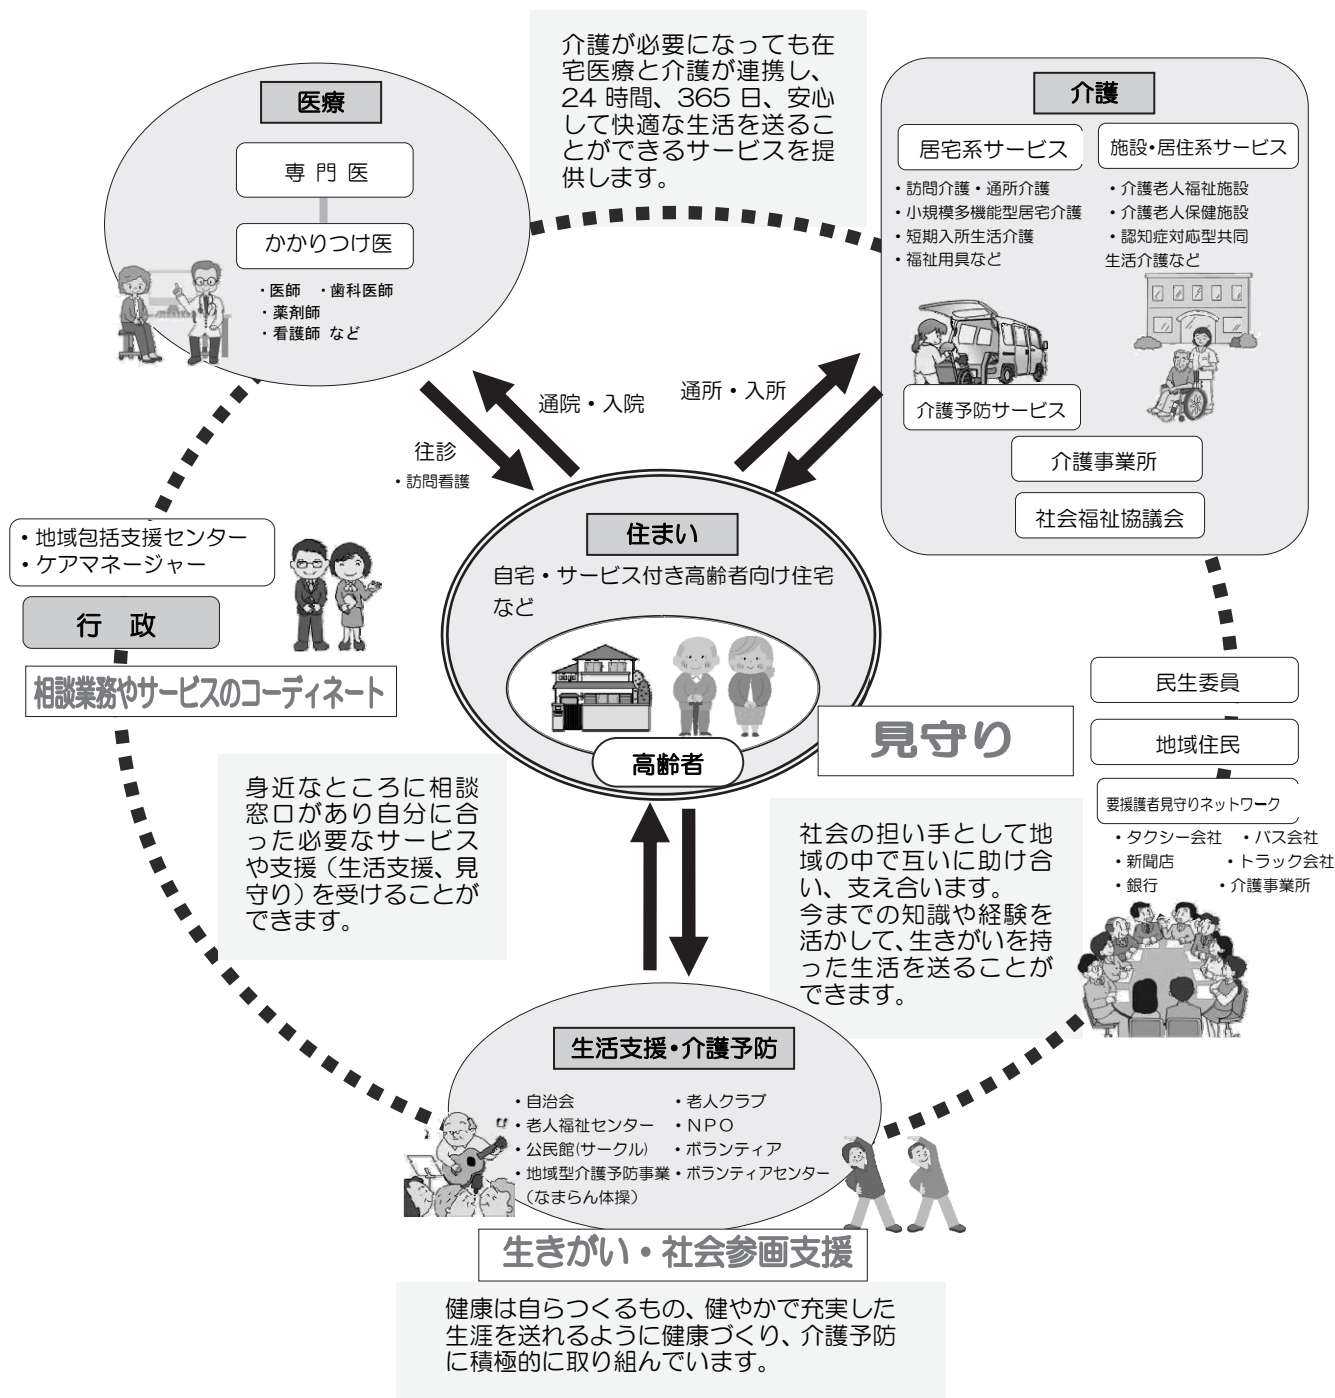 介護が必要になっても在
宅医療と介護が連携し、
24 時間、365 日、安心
して快適な生活を送るこ
とができるサービスを提
供します。
医療
専 門 医
かかりつけ医
・医師 ・歯科医師
・薬剤師
・看護師 など
介護
居宅系サービス
・訪問介護・通所介護
・小規模多機能型居宅介護
・短期入所生活介護
・福祉用具など
施設・居住系サービス
・介護老人福祉施設
・介護老人保健施設
・認知症対応型共同
生活介護など
介護予防サービス
介護事業所
社会福祉協議会
通院・入院
往診
・訪問看護
通所・入所
住まい
自宅・サービス付き高齢者向け住宅
など
高齢者
・地域包括支援センター
・ケアマネージャー
行 政
相談業務やサービスのコーディネート
身近なところに相談
窓口があり自分に合
った必要なサービス
や支援（生活支援、見
守り）を受けることが
できます。
見守り
民生委員
地域住民
要援護者見守りネットワーク
・タクシー会社 ・バス会社
・新聞店 ・トラック会社
・銀行 ・介護事業所
社会の担い手として地
域の中で互いに助け合
い、支え合います。
今までの知識や経験を
活かして、生きがいを持
った生活を送ることが
できます。
生活支援・介護予防
・自治会 ・老人クラブ
・老人福祉センター ・ＮＰＯ
・公民館(サークル) ・ボランティア
・地域型介護予防事業 ・ボランティアセンター
（なまらん体操）
生きがい・社会参画支援
健康は自らつくるもの、健やかで充実した
生涯を送れるように健康づくり、介護予防
に積極的に取り組んでいます。